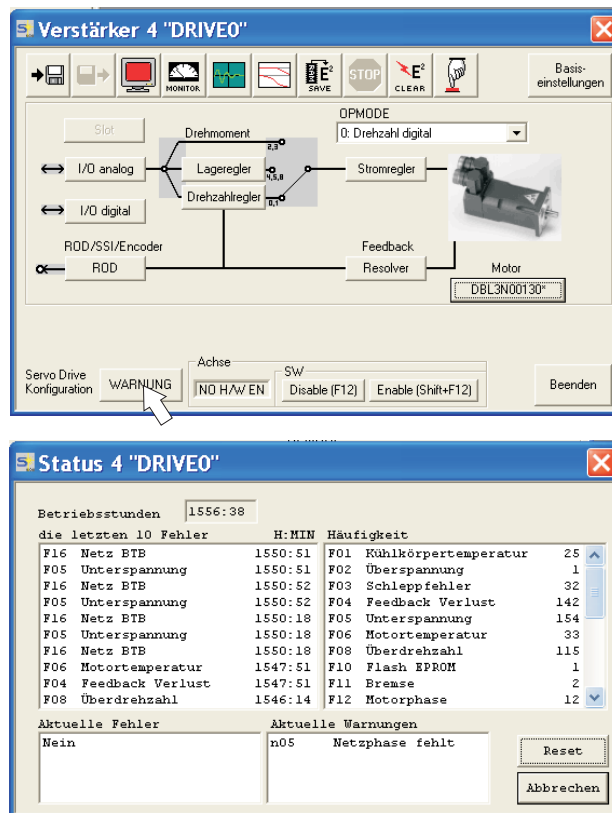 Verstärker 4 "DRIVE0"
MONITOR
E²
SAVE
STOP
E²
CLEAR
Basis-
einstellungen
OPMODE
Slot
Drehmoment
0: Drehzahl digital
2,3
I/O analog
Lageregler
4,5,8
Stromregler
Drehzahlregler
0,1
I/O digital
ROD/SSI/Encoder
Feedback
ROD
Resolver
Motor
DBL3N00130"
Servo Drive
Konfiguration
WARNUNG
Achse
NO H/W EN
SW
Disable (F12)
Enable (Shift+F12)
Beenden
Status 4 "DRIVE0"
Betriebsstunden 1556:38
die letzten 10 Fehler H:MIN Häufigkeit
F16 Netz BTB 1550:51 F01 Kühlkörpertemperatur 25
F05 Unterspannung 1550:51 F02 Überspannung 1
F16 Netz BTB 1550:52 F03 Schleppfehler 32
F05 Unterspannung 1550:52 F04 Feedback Verlust 142
F16 Netz BTB 1550:18 F05 Unterspannung 154
F05 Unterspannung 1550:18 F06 Motortemperatur 33
F16 Netz BTB 1550:18 F08 Überdrehzahl 115
F06 Motortemperatur 1547:51 F10 Flash EPROM 1
F04 Feedback Verlust 1547:51 F11 Bremse 2
F08 Überdrehzahl 1546:14 F12 Motorphase 12
Aktuelle Fehler Aktuelle Warnungen
Nein n05 Netzphase fehlt
Reset
Abbrechen